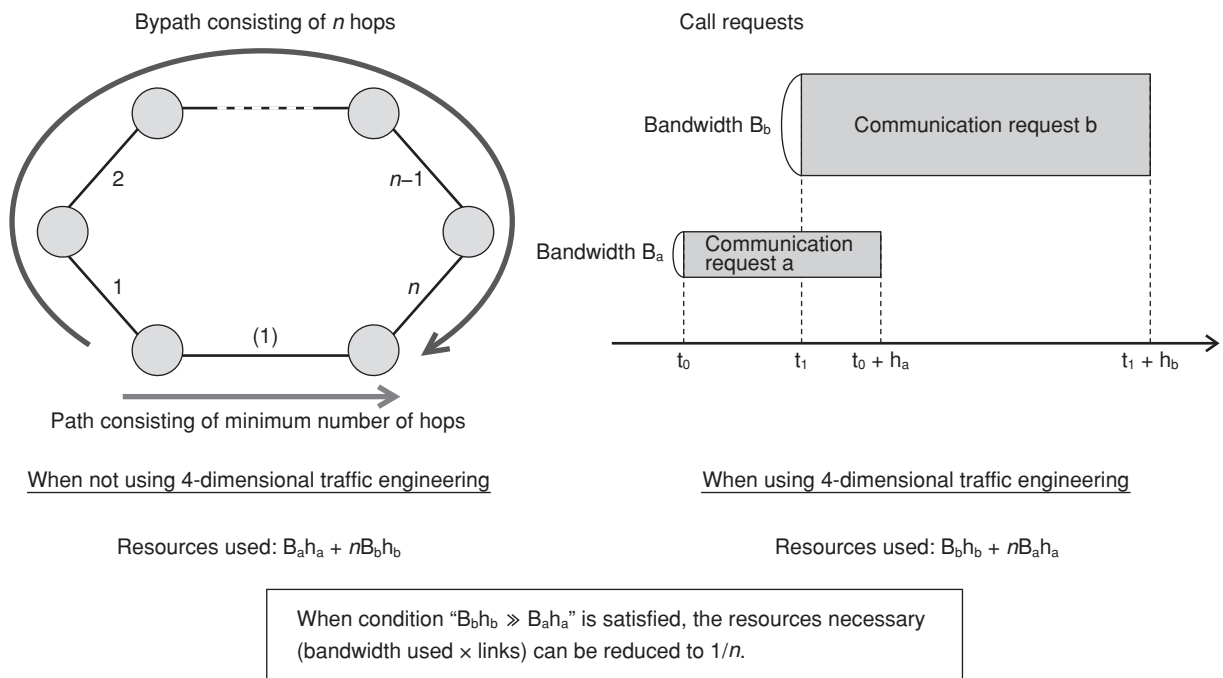 Bypath consisting of n hops
2
n–1
1
n
(1)
Path consisting of minimum number of hops
Call requests
Bandwidth Bb
Communication request b
Bandwidth Ba
Communication
request a
t0
t1
t0 + ha
t1 + hb
When not using 4-dimensional traffic engineering
Resources used: Baha + nBbhb
When using 4-dimensional traffic engineering
Resources used: Bbhb + nBaha
When condition “Bbhb ≫ Baha” is satisfied, the resources necessary
(bandwidth used × links) can be reduced to 1/n.